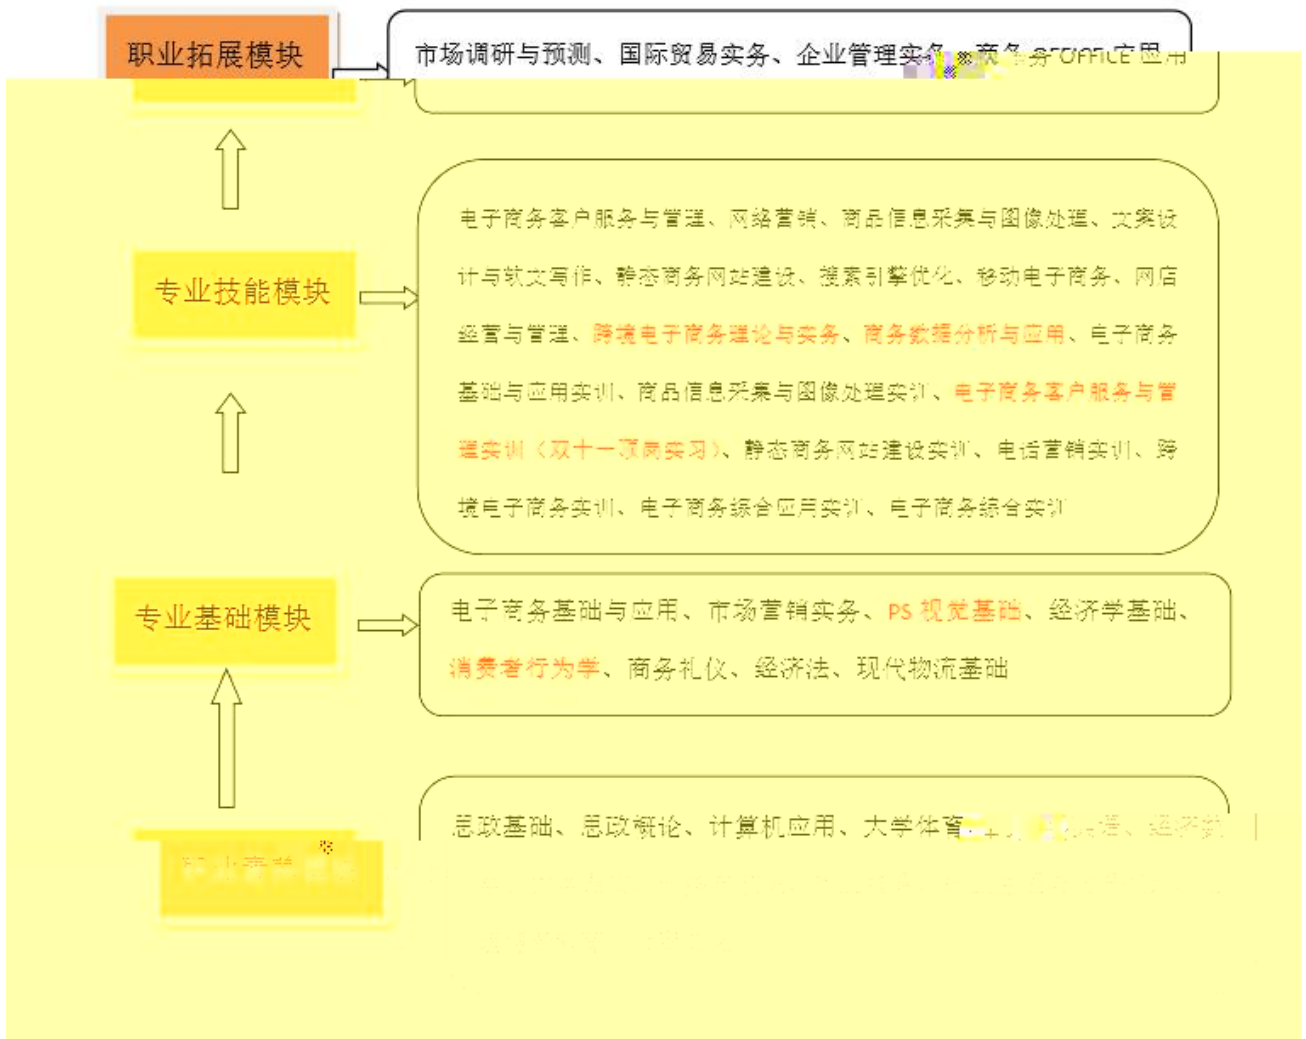 职业拓展模块
市场调研与预测、国际贸易实务、企业管理实务、商务 OFFICE 应用
专业技能模块
电子商务客户服务与管理、网络营销、商品信息采集与图像处理、文案设
计与软文写作、静态商务网站建设、搜索引擎优化、移动电子商务、网店
经营与管理、跨境电子商务理论与实务、商务数据分析与应用、电子商务
基础与应用实训、商品信息采集与图像处理实训、电子商务客户服务与管
理实训（双十一顶岗实习）、静态商务网站建设实训、电话营销实训、跨
境电子商务实训、电子商务综合应用实训、电子商务综合实训
专业基础模块
电子商务基础与应用、市场营销实务、PS 视觉基础、经济学基础、
消费者行为学、商务礼仪、经济法、现代物流基础
思政基础、思政概论、计算机应用、大学体育